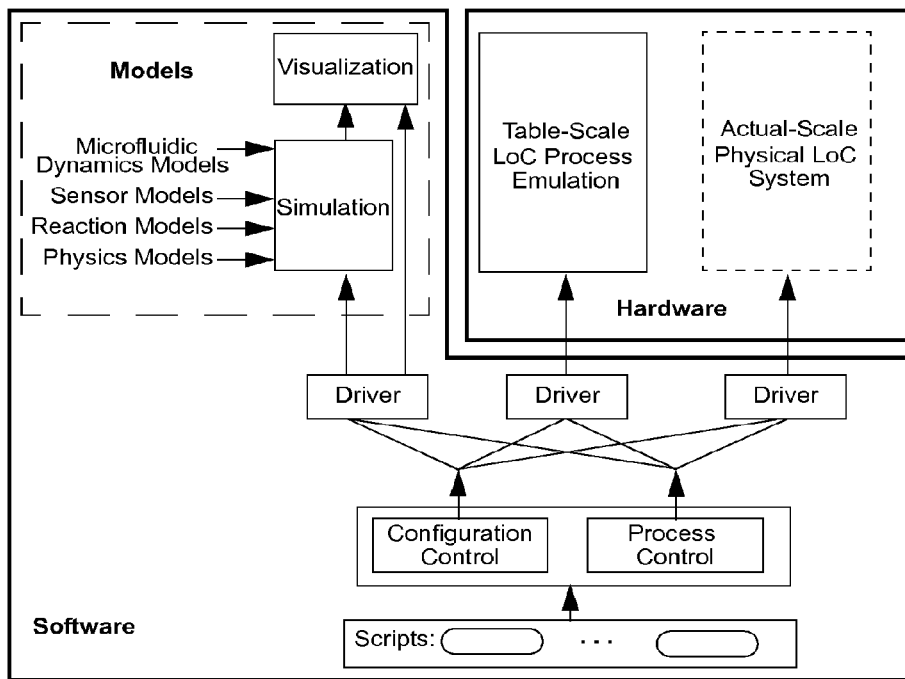 Models
Visualization
Microfluidic
Dynamics Models
Sensor Models
Reaction Models
Physics Models
Simulation
Table-Scale
LoC Process
Emulation
Actual-Scale
Physical LoC
System
Hardware
Driver
Driver
Driver
Configuration
Control
Process
Control
Software
Scripts: ...